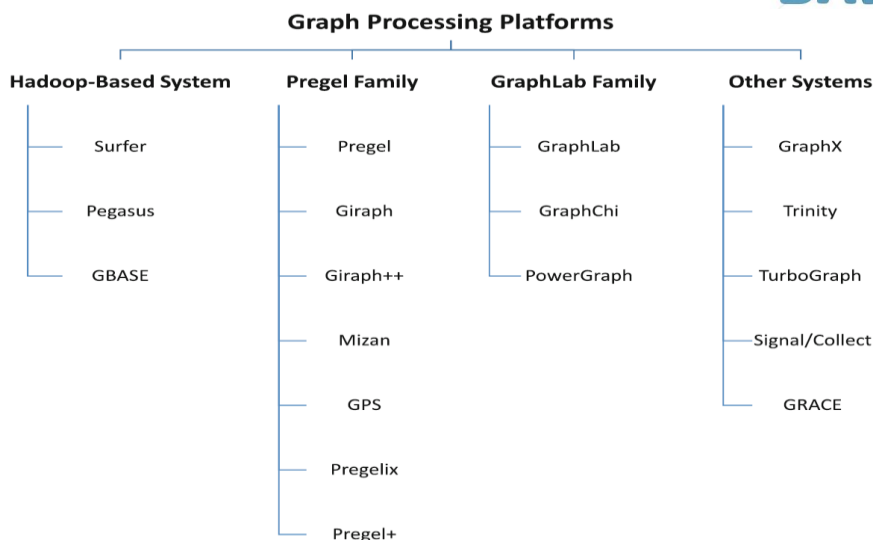 Graph Processing Platforms
Hadoop-Based System
Surfer
Pegasus
GBASE
Pregel Family
Pregel
Giraph
Giraph++
Mizan
GPS
Pregelix
Pregel+
GraphLab Family
GraphLab
GraphChi
PowerGraph
Other Systems
GraphX
Trinity
TurboGraph
Signal/Collect
GRACE